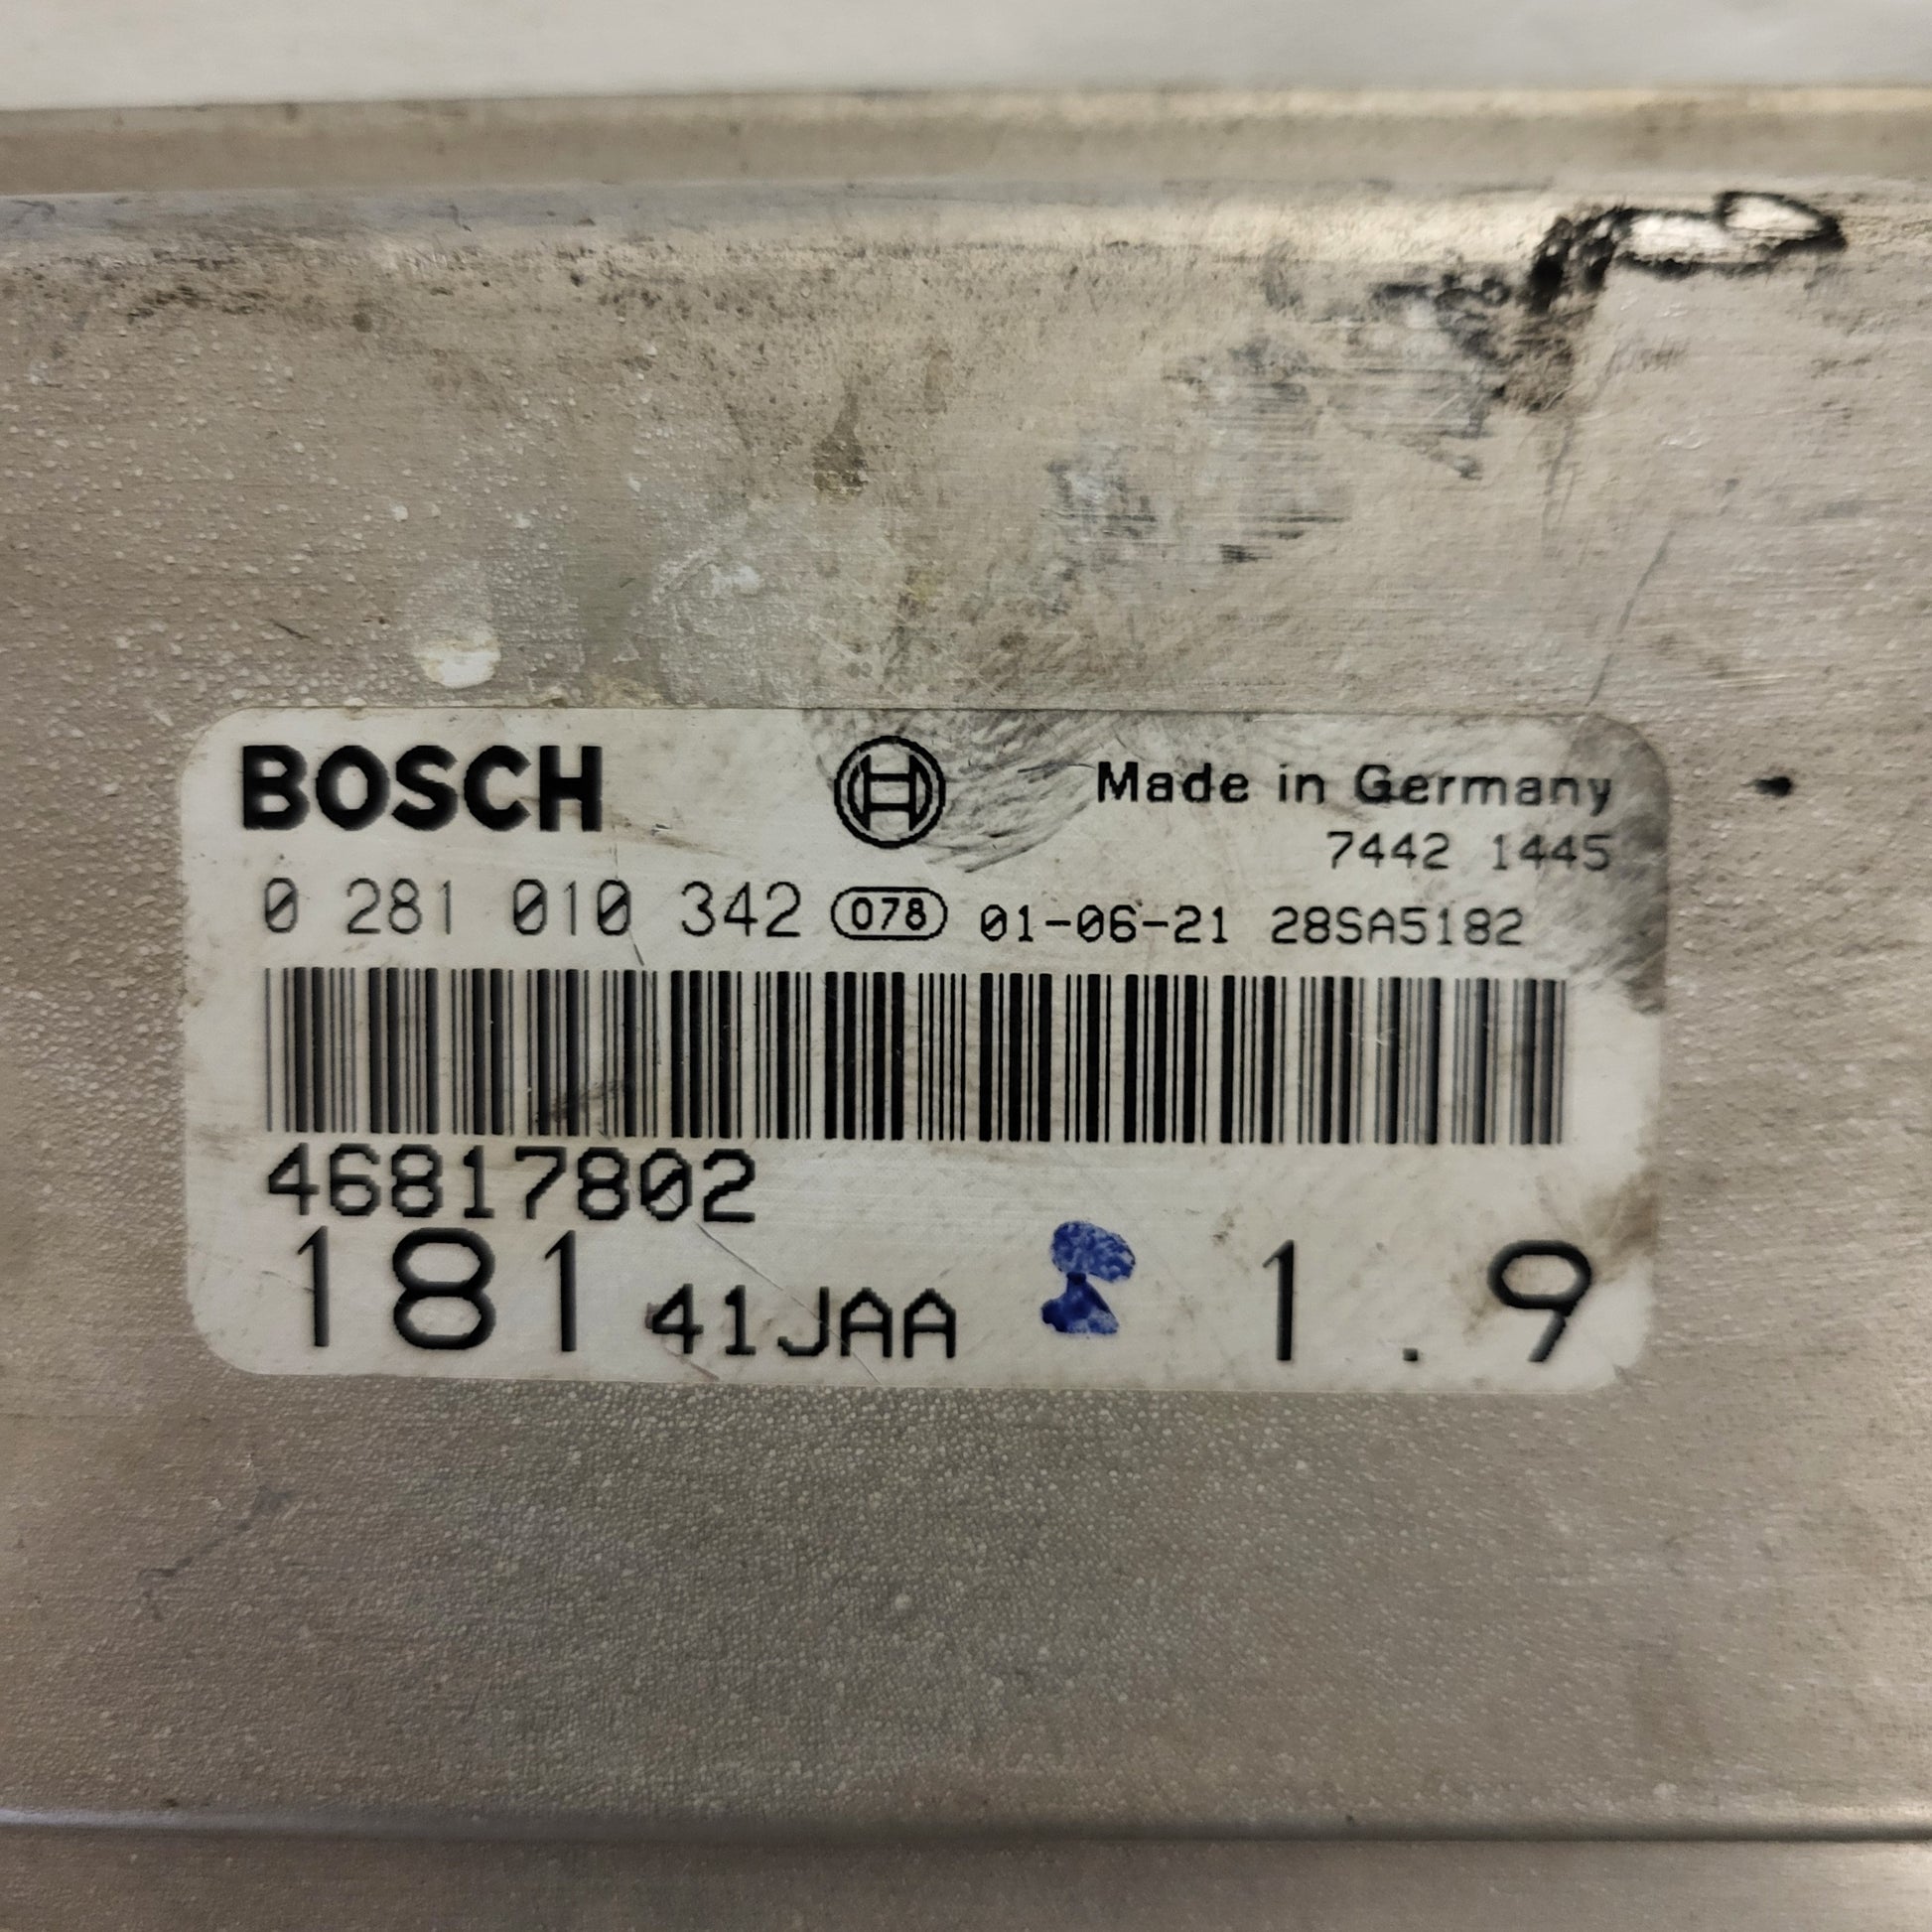 BOSCH
Made in Germany
7442 1445
0 281 010 342 078 01-06-21 28SA5182
46817802
181 41JAA 1.9